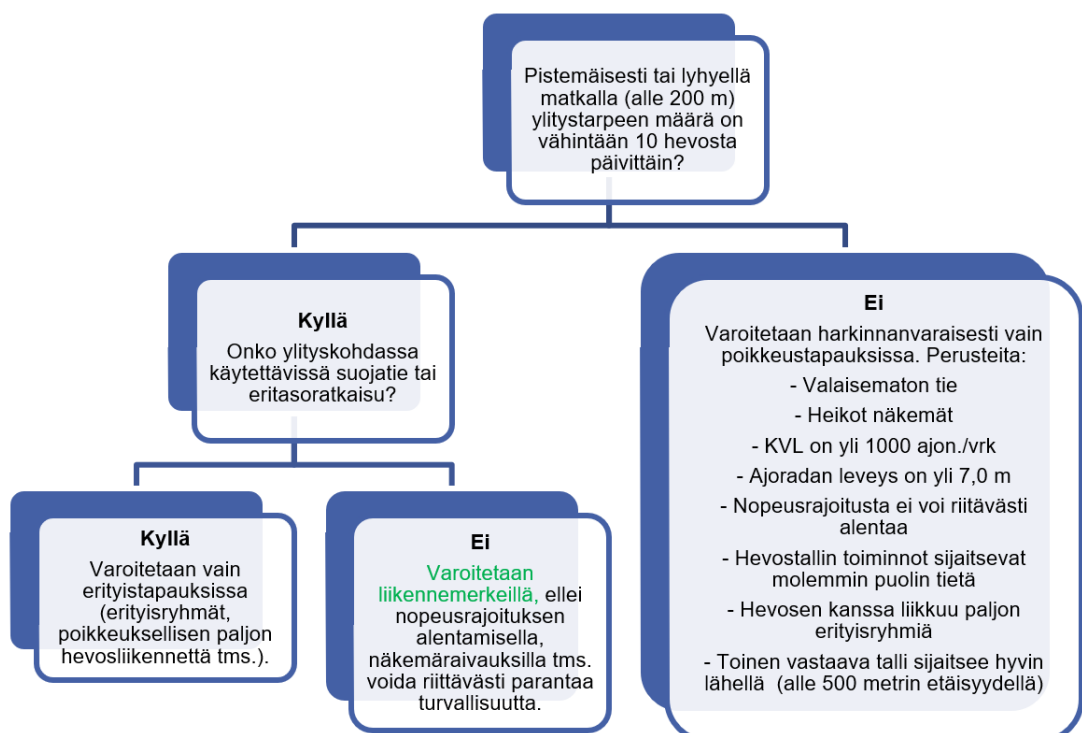 Pistemäisesti tai lyhyellä
matkalla (alle 200 m)
ylitystarpeen määrä on
vähintään 10 hevosta
päivittäin?
Kyllä
Onko ylityskohdassa
käytettävissä suojatie tai
eritasoratkaisu?
Kyllä
Varoitetaan vain
erityistapauksissa
(erityisryhmät,
poikkeuksellisen paljon
hevosliikennettä tms.).
Ei
Varoitetaan
liikennemerkeillä, ellei
nopeusrajoituksen
alentamisella,
näkemäraivauksilla tms.
voida riittävästi parantaa
turvallisuutta.
Ei
Varoitetaan harkinnanvaraisesti vain
poikkeustapauksissa. Perusteita:
- Valaisematon tie
- Heikot näkemät
- KVL on yli 1000 ajon./vrk
- Ajoradan leveys on yli 7,0 m
- Nopeusrajoitusta ei voi riitävästi
alentaa
- Hevostallin toiminnot sijaitsevat
molemmin puolin tietä
- Hevosen kanssa liikkuu paljon
erityisryhmiä
- Toinen vastaava talli sijaitsee hyvin
lähellä (alle 500 metrin etäisyydellä)